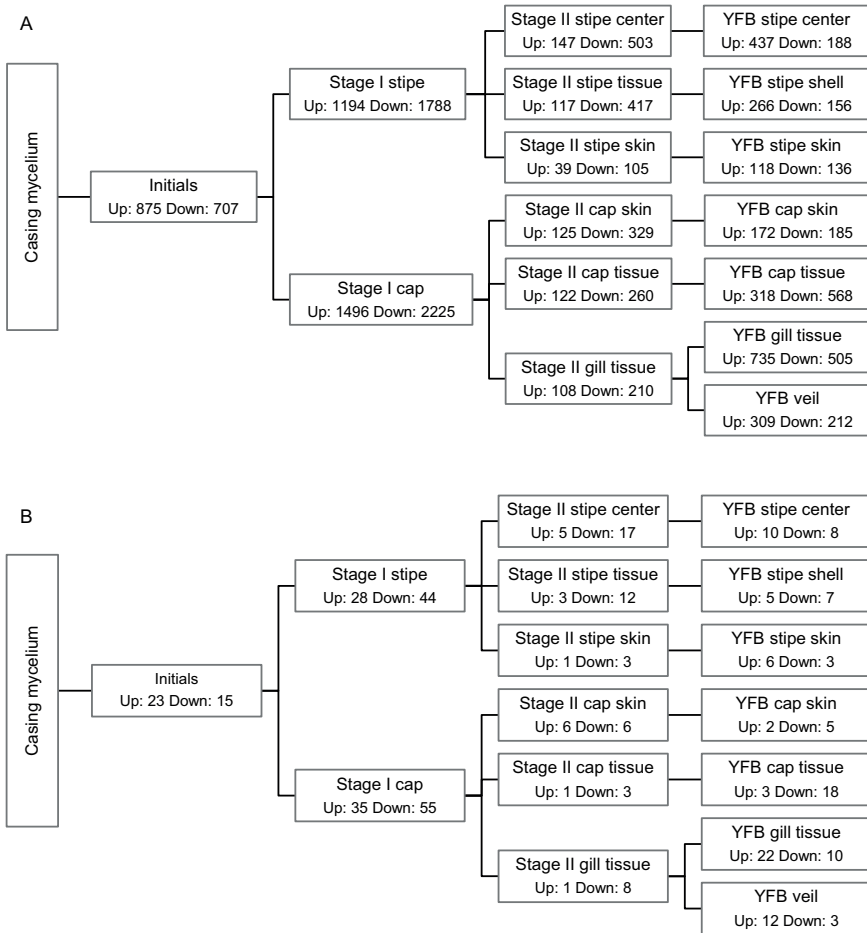 A
Casing mycelium
Initials
Up: 875 Down: 707
Stage I stipe
Up: 1194 Down: 1788
Stage I cap
Up: 1496 Down: 2225
Stage II stipe center
Up: 147 Down: 503
Stage II stipe tissue
Up: 117 Down: 417
Stage II stipe skin
Up: 39 Down: 105
Stage II cap skin
Up: 125 Down: 329
Stage II cap tissue
Up: 122 Down: 260
Stage II gill tissue
Up: 108 Down: 210
YFB stipe center
Up: 437 Down: 188
YFB stipe shell
Up: 266 Down: 156
YFB stipe skin
Up: 118 Down: 136
YFB cap skin
Up: 172 Down: 185
YFB cap tissue
Up: 318 Down: 568
YFB gill tissue
Up: 735 Down: 505
YFB veil
Up: 309 Down: 212
B
Casing mycelium
Initials
Up: 23 Down: 15
Stage I stipe
Up: 28 Down: 44
Stage I cap
Up: 35 Down: 55
Stage II stipe center
Up: 5 Down: 17
Stage II stipe tissue
Up: 3 Down: 12
Stage II stipe skin
Up: 1 Down: 3
Stage II cap skin
Up: 6 Down: 6
Stage II cap tissue
Up: 1 Down: 3
Stage II gill tissue
Up: 1 Down: 8
YFB stipe center
Up: 10 Down: 8
YFB stipe shell
Up: 5 Down: 7
YFB stipe skin
Up: 6 Down: 3
YFB cap skin
Up: 2 Down: 5
YFB cap tissue
Up: 3 Down: 18
YFB gill tissue
Up: 22 Down: 10
YFB veil
Up: 12 Down: 3